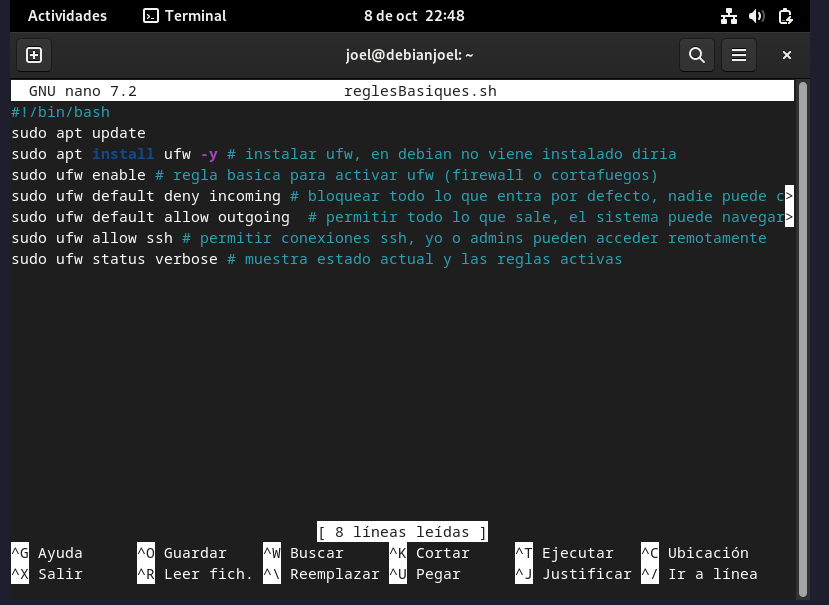 Actividades Terminal 8 de oct 22:48
joel@debianjoel: ~
GNU nano 7.2 reglesBasiques.sh
#!/bin/bash
sudo apt update
sudo apt install ufw -y # instalar ufw, en debian no viene instalado diria
sudo ufw enable # regla basica para activar ufw (firewall o cortafuegos)
sudo ufw default deny incoming # bloquear todo lo que entra por defecto, nadie puede c>
sudo ufw default allow outgoing  # permitir todo lo que sale, el sistema puede navegar>
sudo ufw allow ssh # permitir conexiones ssh, yo o admins pueden acceder remotamente
sudo ufw status verbose # muestra estado actual y las reglas activas
[ 8 líneas leídas ]
^G Ayuda ^O Guardar ^W Buscar ^K Cortar ^T Ejecutar ^C Ubicación
^X Salir ^R Leer fich. ^\ Reemplazar ^U Pegar ^J Justificar ^/ Ir a línea